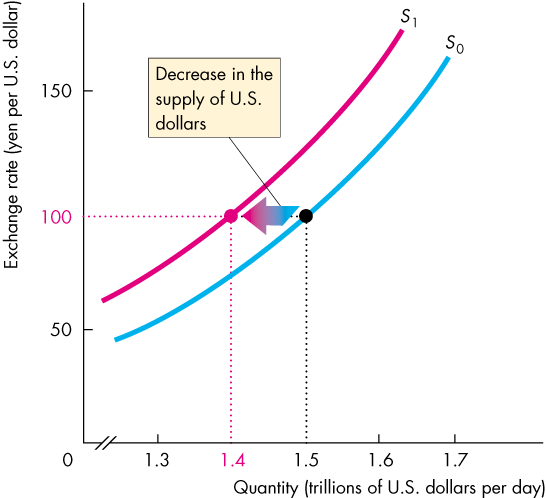 Exchange rate (yen per U.S. dollar)
S1
S0
Decrease in the
supply of U.S.
dollars
150
100
50
0
1.3
1.4
1.5
1.6
1.7
Quantity (trillions of U.S. dollars per day)